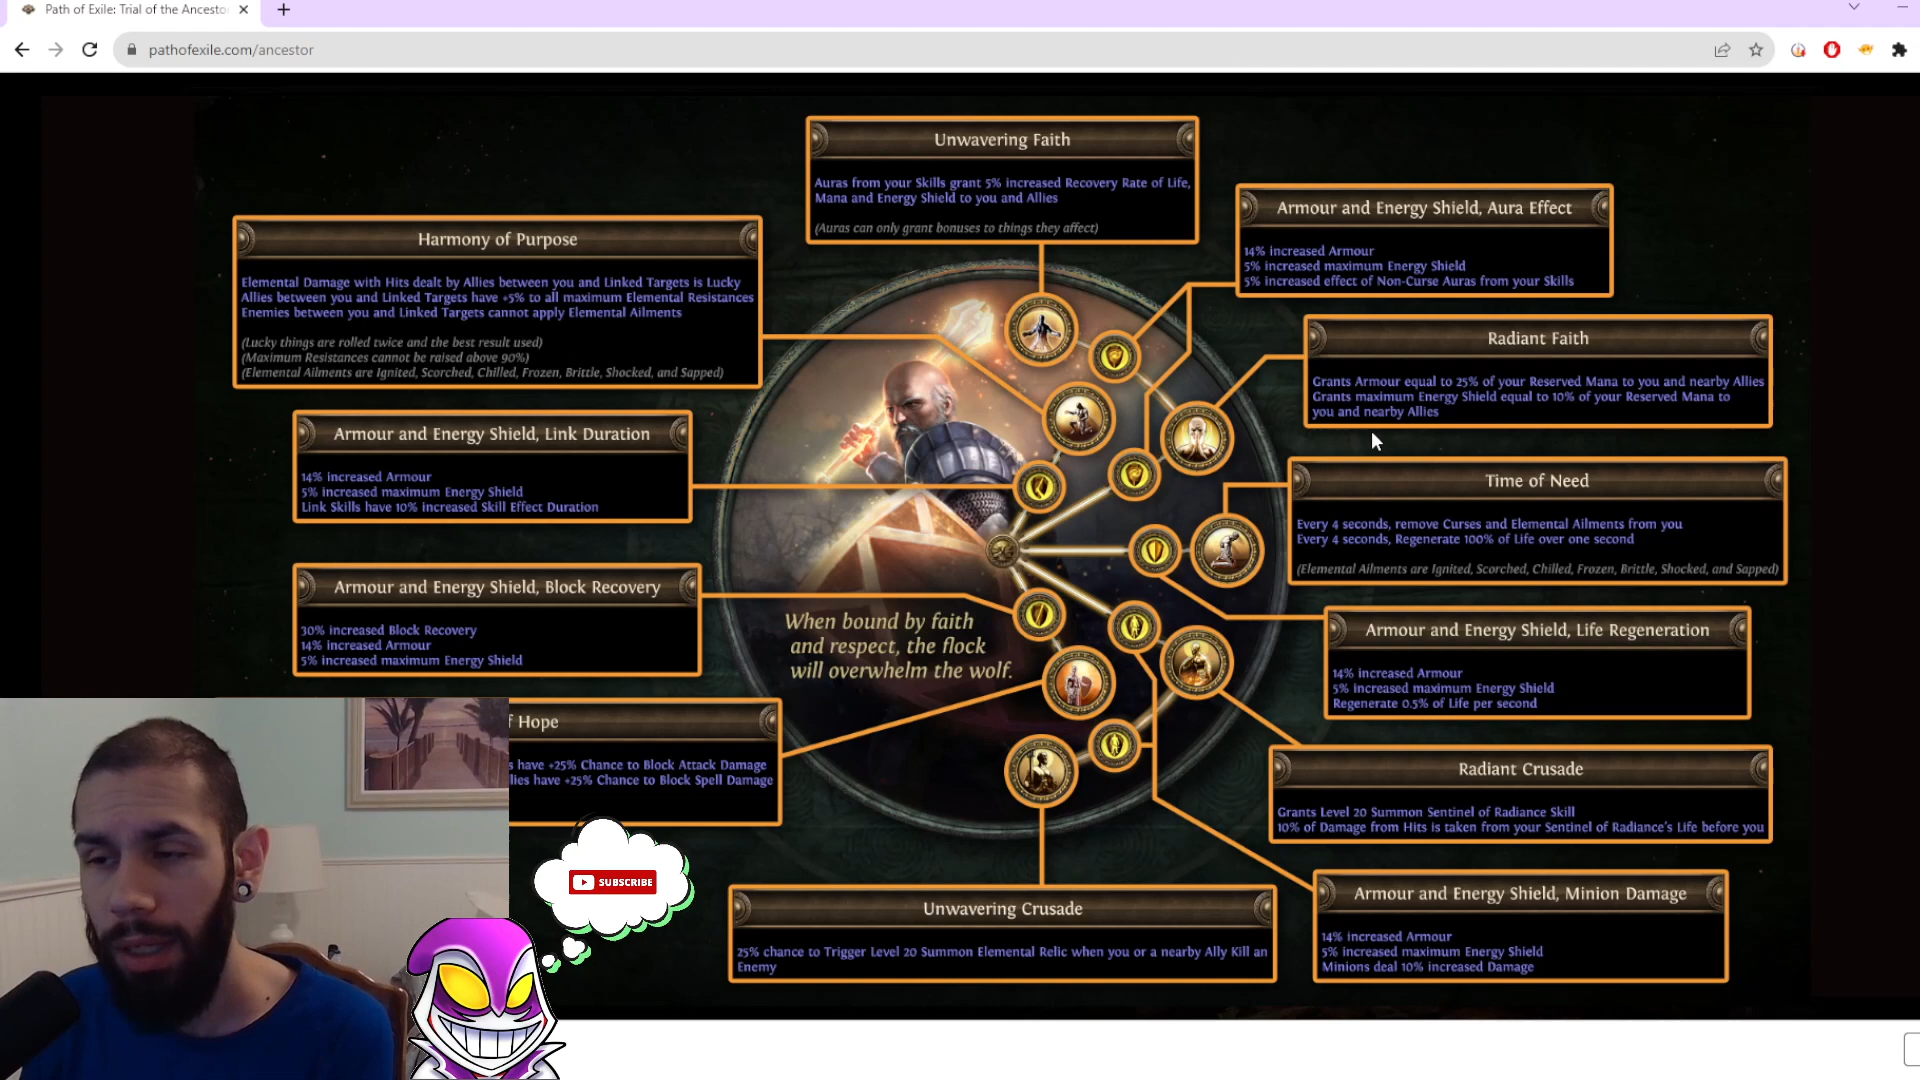 Path of Exile: Trial of the Ancesto
pathofexile.com/ancestor
Unwavering Faith
Auras from your Skills grant 5% increased Recovery Rate of Life,
Mana and Energy Shield to you and Allies
(Auras can only grant bonuses to things they affect)
Armour and Energy Shield, Aura Effect
14% increased Armour
5% increased maximum Energy Shield
5% increased effect of Non-Curse Auras from your Skills
Harmony of Purpose
Elemental Damage with Hits dealt by Allies between you and Linked Targets is Lucky
Allies between you and Linked Targets have +5% to all maximum Elemental Resistances
Enemies between you and Linked Targets cannot apply Elemental Ailments
(Lucky things are rolled twice and the best result used)
(Maximum Resistances cannot be raised above 90%)
(Elemental Ailments are Ignited, Scorched, Chilled, Frozen, Brittle, Shocked, and Sapped)
Radiant Faith
Grants Armour equal to 25% of your Reserved Mana to you and nearby Allies
Grants maximum Energy Shield equal to 10% of your Reserved Mana to
you and nearby Allies
Armour and Energy Shield, Link Duration
14% increased Armour
5% increased maximum Energy Shield
Link Skills have 10% increased Skill Effect Duration
Time of Need
Every 4 seconds, remove Curses and Elemental Ailments from you
Every 4 seconds, Regenerate 100% of Life over one second
(Elemental Ailments are Ignited, Scorched, Chilled, Frozen, Brittle, Shocked, and Sapped)
Armour and Energy Shield, Block Recovery
30% increased Block Recovery
14% increased Armour
5% increased maximum Energy Shield
When bound by faith
and respect, the flock
will overwhelm the wolf.
Armour and Energy Shield, Life Regeneration
14% increased Armour
5% increased maximum Energy Shield
Regenerate 0.5% of Life per second
f Hope
s have +25% Chance to Block Attack Damage
lies have +25% Chance to Block Spell Damage
Radiant Crusade
Grants Level 20 Summon Sentinel of Radiance Skill
10% of Damage from Hits is taken from your Sentinel of Radiance's Life before you
SUBSCRIBE
Unwavering Crusade
25% chance to Trigger Level 20 Summon Elemental Relic when you or a nearby Ally Kill an
Enemy
Armour and Energy Shield, Minion Damage
14% increased Armour
5% increased maximum Energy Shield
Minions deal 10% increased Damage